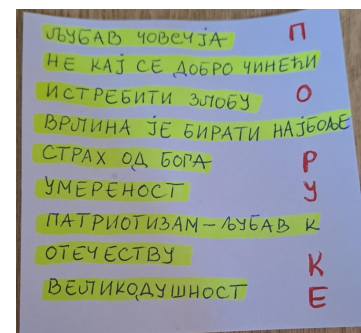 ЉУБАВ ЧОВЕЧЈА П
НЕ КАЈ СЕ ДОБРО ЧИНЕЋИ
ИСТРЕБИТИ ЗЛОБУ О
ВРЛИНА ЈЕ БИРАТИ НАЈБОЉЕ
СТРАХ ОД БОГА Р
УМЕРЕНОСТ У
ПАТРИОТИЗАМ – ЉУБАВ К
ОТЕЧЕСТВУ К
ВЕЛИКОДУШНОСТ Е